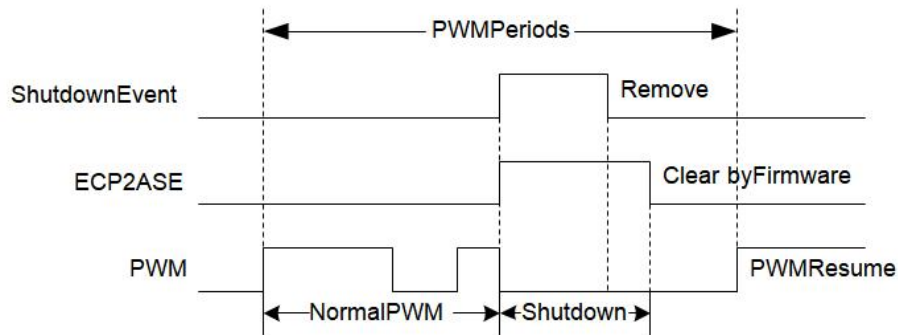 PWMPeriods
ShutdownEvent
Remove
ECP2ASE
Clear byFirmware
PWM
PWMResume
NormalPWM
Shutdown